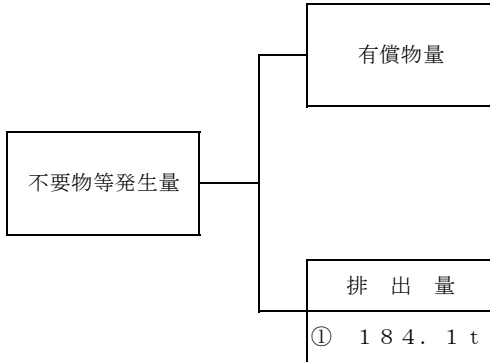 有償物量
不要物等発生量
排　出　量
①　１８４．１ｔ